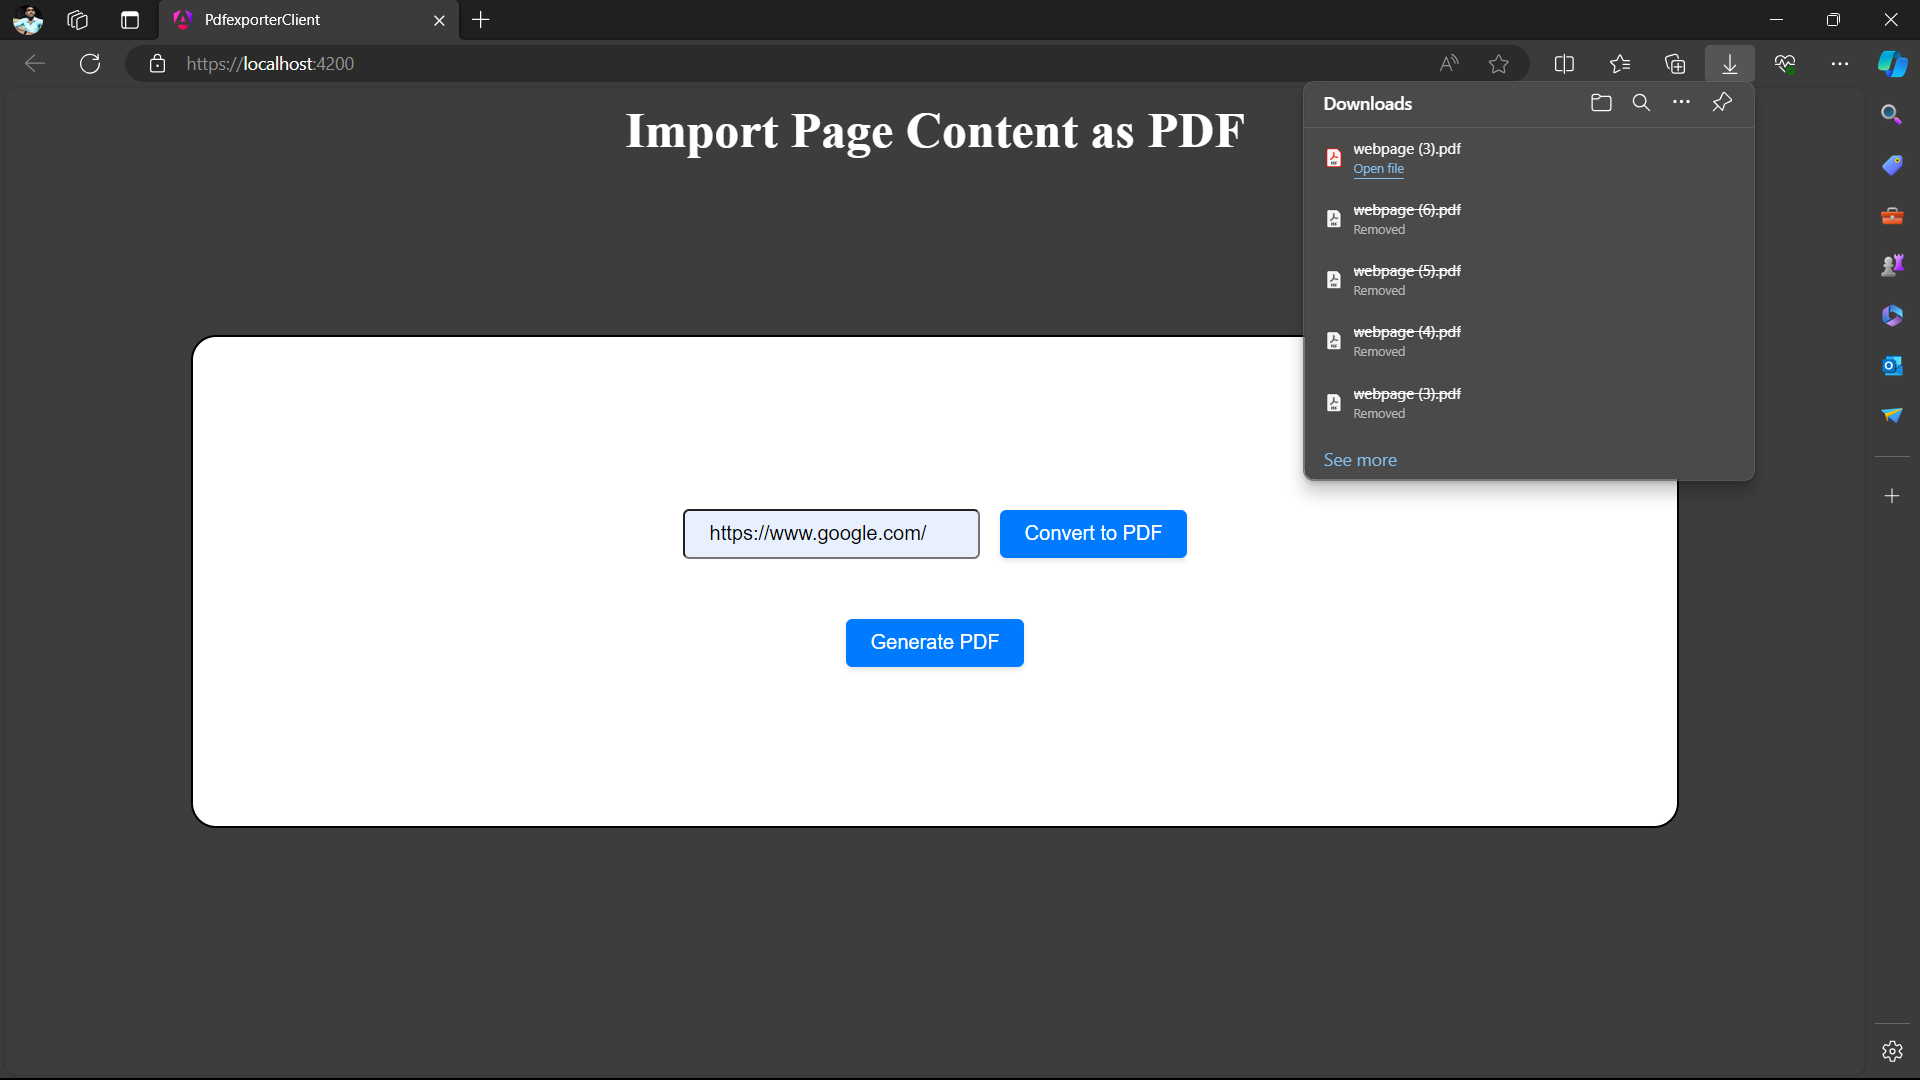 PdfexporterClient
https://localhost:4200
Import Page Content as PDF
Downloads
webpage (3).pdf
Open file
webpage (6).pdf
Removed
webpage (5).pdf
Removed
webpage (4).pdf
Removed
webpage (3).pdf
Removed
See more
https://www.google.com/
Convert to PDF
Generate PDF